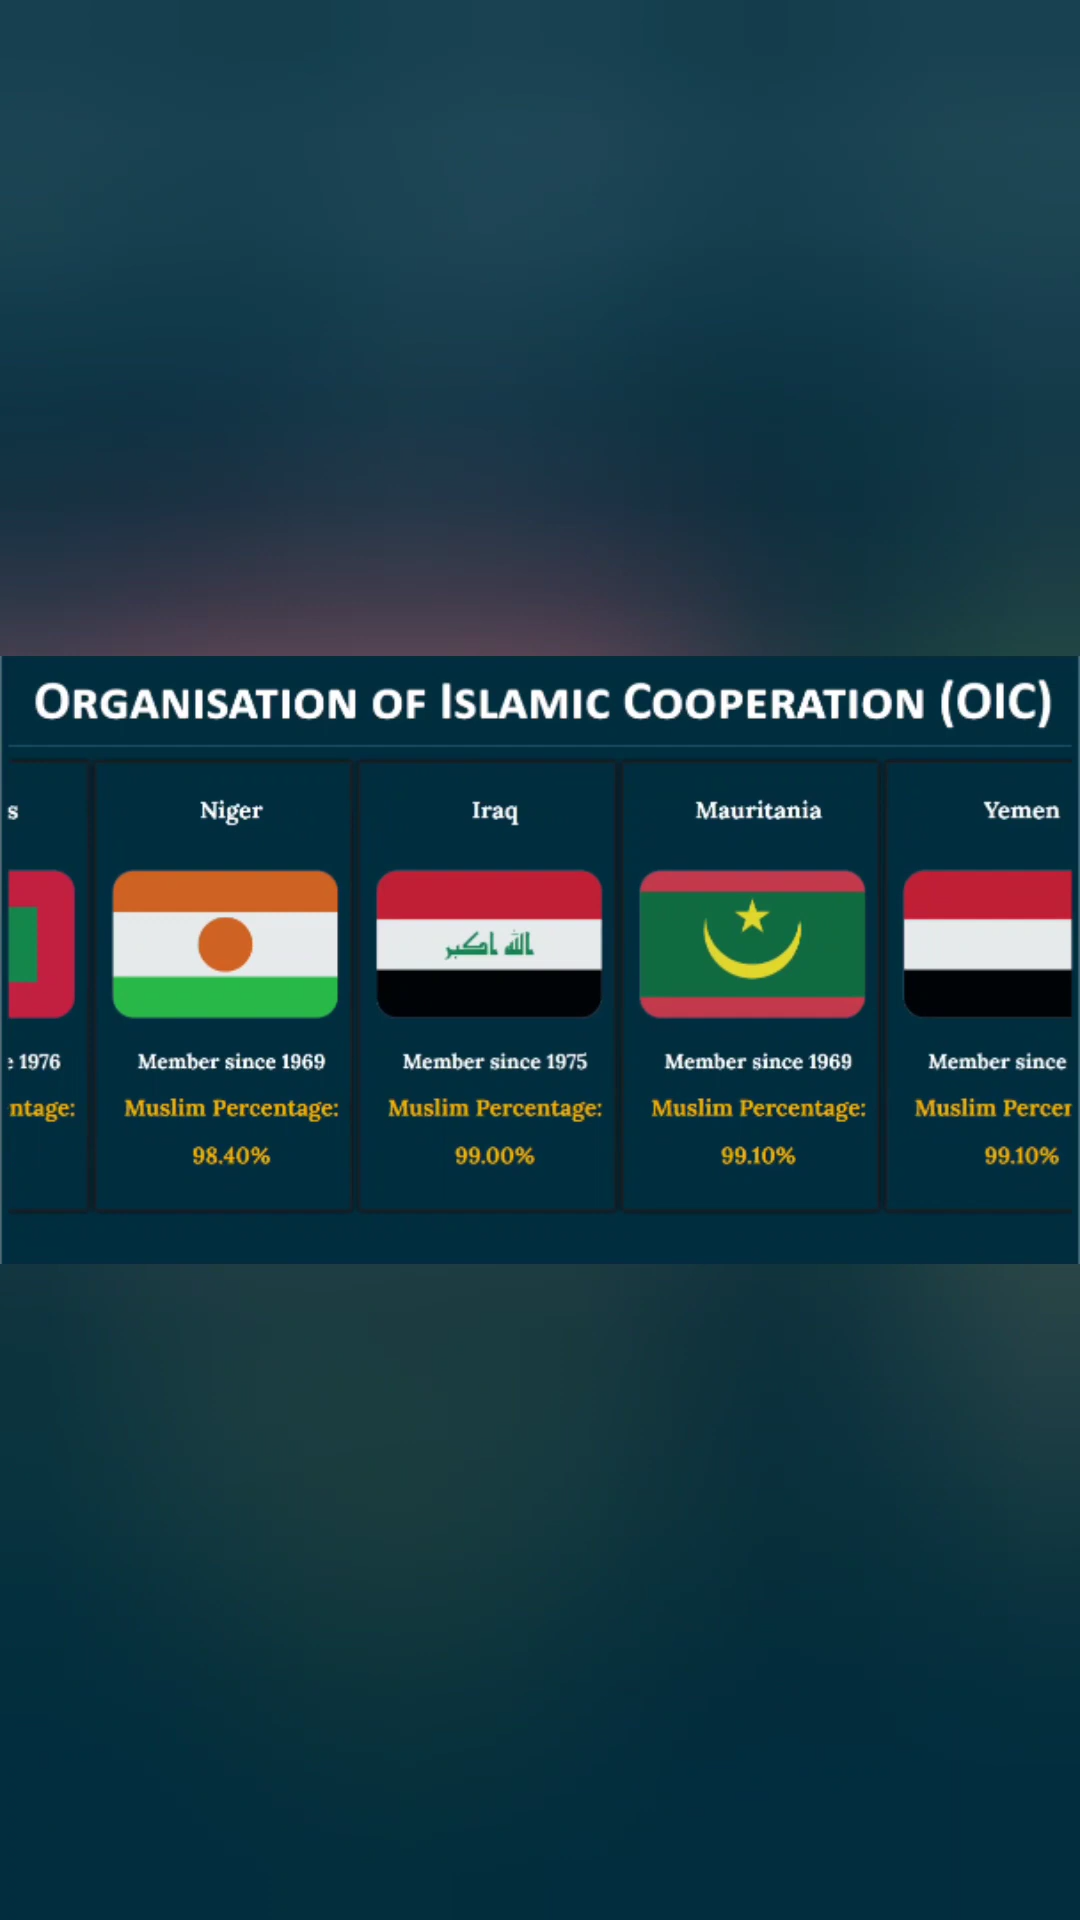 ORGANISATION OF ISLAMIC COOPERATION (OIC)
s
e 1976
ntage:
Niger
Member since 1969
Muslim Percentage:
98.40%
Iraq
الله اكبر
Member since 1975
Muslim Percentage:
99.00%
Mauritania
Member since 1969
Muslim Percentage:
99.10%
Yemen
Member since
Muslim Percen
99.10%